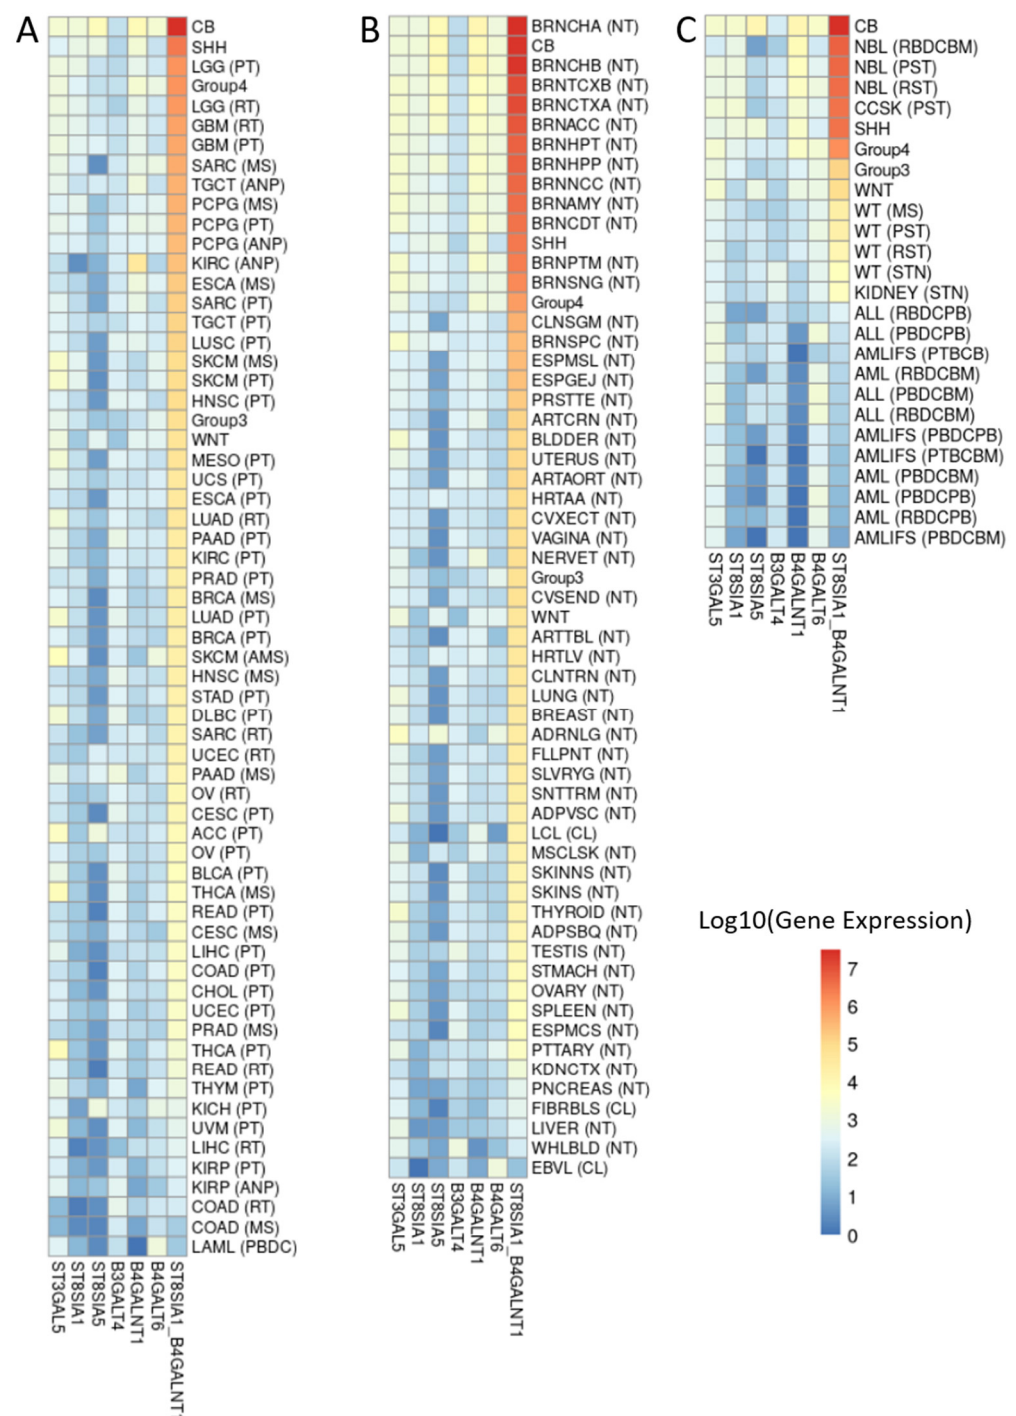 A
CB
SHH
LGG (PT)
Group4
LGG (RT)
GBM (RT)
GBM (PT)
SARC (MS)
TGCT (ANP)
PCPG (MS)
PCPG (PT)
PCPG (ANP)
KIRC (ANP)
ESCA (MS)
SARC (PT)
TGCT (PT)
LUSC (PT)
SKCM (MS)
SKCM (PT)
HNSC (PT)
Group3
WNT
MESO (PT)
UCS (PT)
ESCA (PT)
LUAD (RT)
PAAD (PT)
KIRC (PT)
PRAD (PT)
BRCA (MS)
LUAD (PT)
BRCA (PT)
SKCM (AMS)
HNSC (MS)
STAD (PT)
DLBC (PT)
SARC (RT)
UCEC (RT)
PAAD (MS)
OV (RT)
CESC (PT)
ACC (PT)
OV (PT)
BLCA (PT)
THCA (MS)
READ (PT)
CESC (MS)
LIHC (PT)
COAD (PT)
CHOL (PT)
UCEC (PT)
PRAD (MS)
THCA (PT)
READ (RT)
THYM (PT)
KICH (PT)
UVM (PT)
LIHC (RT)
KIRP (PT)
KIRP (ANP)
COAD (RT)
COAD (MS)
LAML (PBDC)
ST3GAL5
ST8SIA1
ST8SIA5
B3GALT4
B4GALNT1
B4GALT6
ST8SIA1_B4GALNT1
B
BRNCHA (NT)
CB
BRNCHB (NT)
BRNTCXB (NT)
BRNCTXA (NT)
BRNACC (NT)
BRNHPT (NT)
BRNHPP (NT)
BRNNCC (NT)
BRNAMY (NT)
BRNCDT (NT)
SHH
BRNPTM (NT)
BRNSNG (NT)
Group4
CLNSGM (NT)
BRNSPC (NT)
ESPMSL (NT)
ESPGEJ (NT)
PRSTTE (NT)
ARTCRN (NT)
BLDDER (NT)
UTERUS (NT)
ARTAORT (NT)
HRTAA (NT)
CVXECT (NT)
VAGINA (NT)
NERVET (NT)
Group3
CVSEND (NT)
WNT
ARTTBL (NT)
HRTLV (NT)
CLNTRN (NT)
LUNG (NT)
BREAST (NT)
ADRNLG (NT)
FLLPNT (NT)
SLVRYG (NT)
SNTTRM (NT)
ADPVSC (NT)
LCL (CL)
MSCLSK (NT)
SKINNS (NT)
SKINS (NT)
THYROID (NT)
ADPSBQ (NT)
TESTIS (NT)
STMACH (NT)
OVARY (NT)
SPLEEN (NT)
ESPMCS (NT)
PTTARY (NT)
KDNCTX (NT)
PNCREAS (NT)
FIBRBLS (CL)
LIVER (NT)
WHLBLD (NT)
EBVL (CL)
ST3GAL5
ST8SIA1
ST8SIA5
B3GALT4
B4GALNT1
B4GALT6
ST8SIA1_B4GALNT1
C
CB
NBL (RBDCBM)
NBL (PST)
NBL (RST)
CCSK (PST)
SHH
Group4
Group3
WNT
WT (MS)
WT (PST)
WT (RST)
WT (STN)
KIDNEY (STN)
ALL (RBDCPB)
ALL (PBDCPB)
AMLIFS (PTBCB)
AML (RBDCBM)
ALL (PBDCBM)
ALL (RBDCBM)
AMLIFS (PBDCPB)
AMLIFS (PTBCBM)
AML (PBDCBM)
AML (PBDCPB)
AML (RBDCPB)
AMLIFS (PBDCBM)
ST3GAL5
ST8SIA1
ST8SIA5
B3GALT4
B4GALNT1
B4GALT6
ST8SIA1_B4GALNT1
Log10(Gene Expression)
7
6
5
4
3
2
1
0